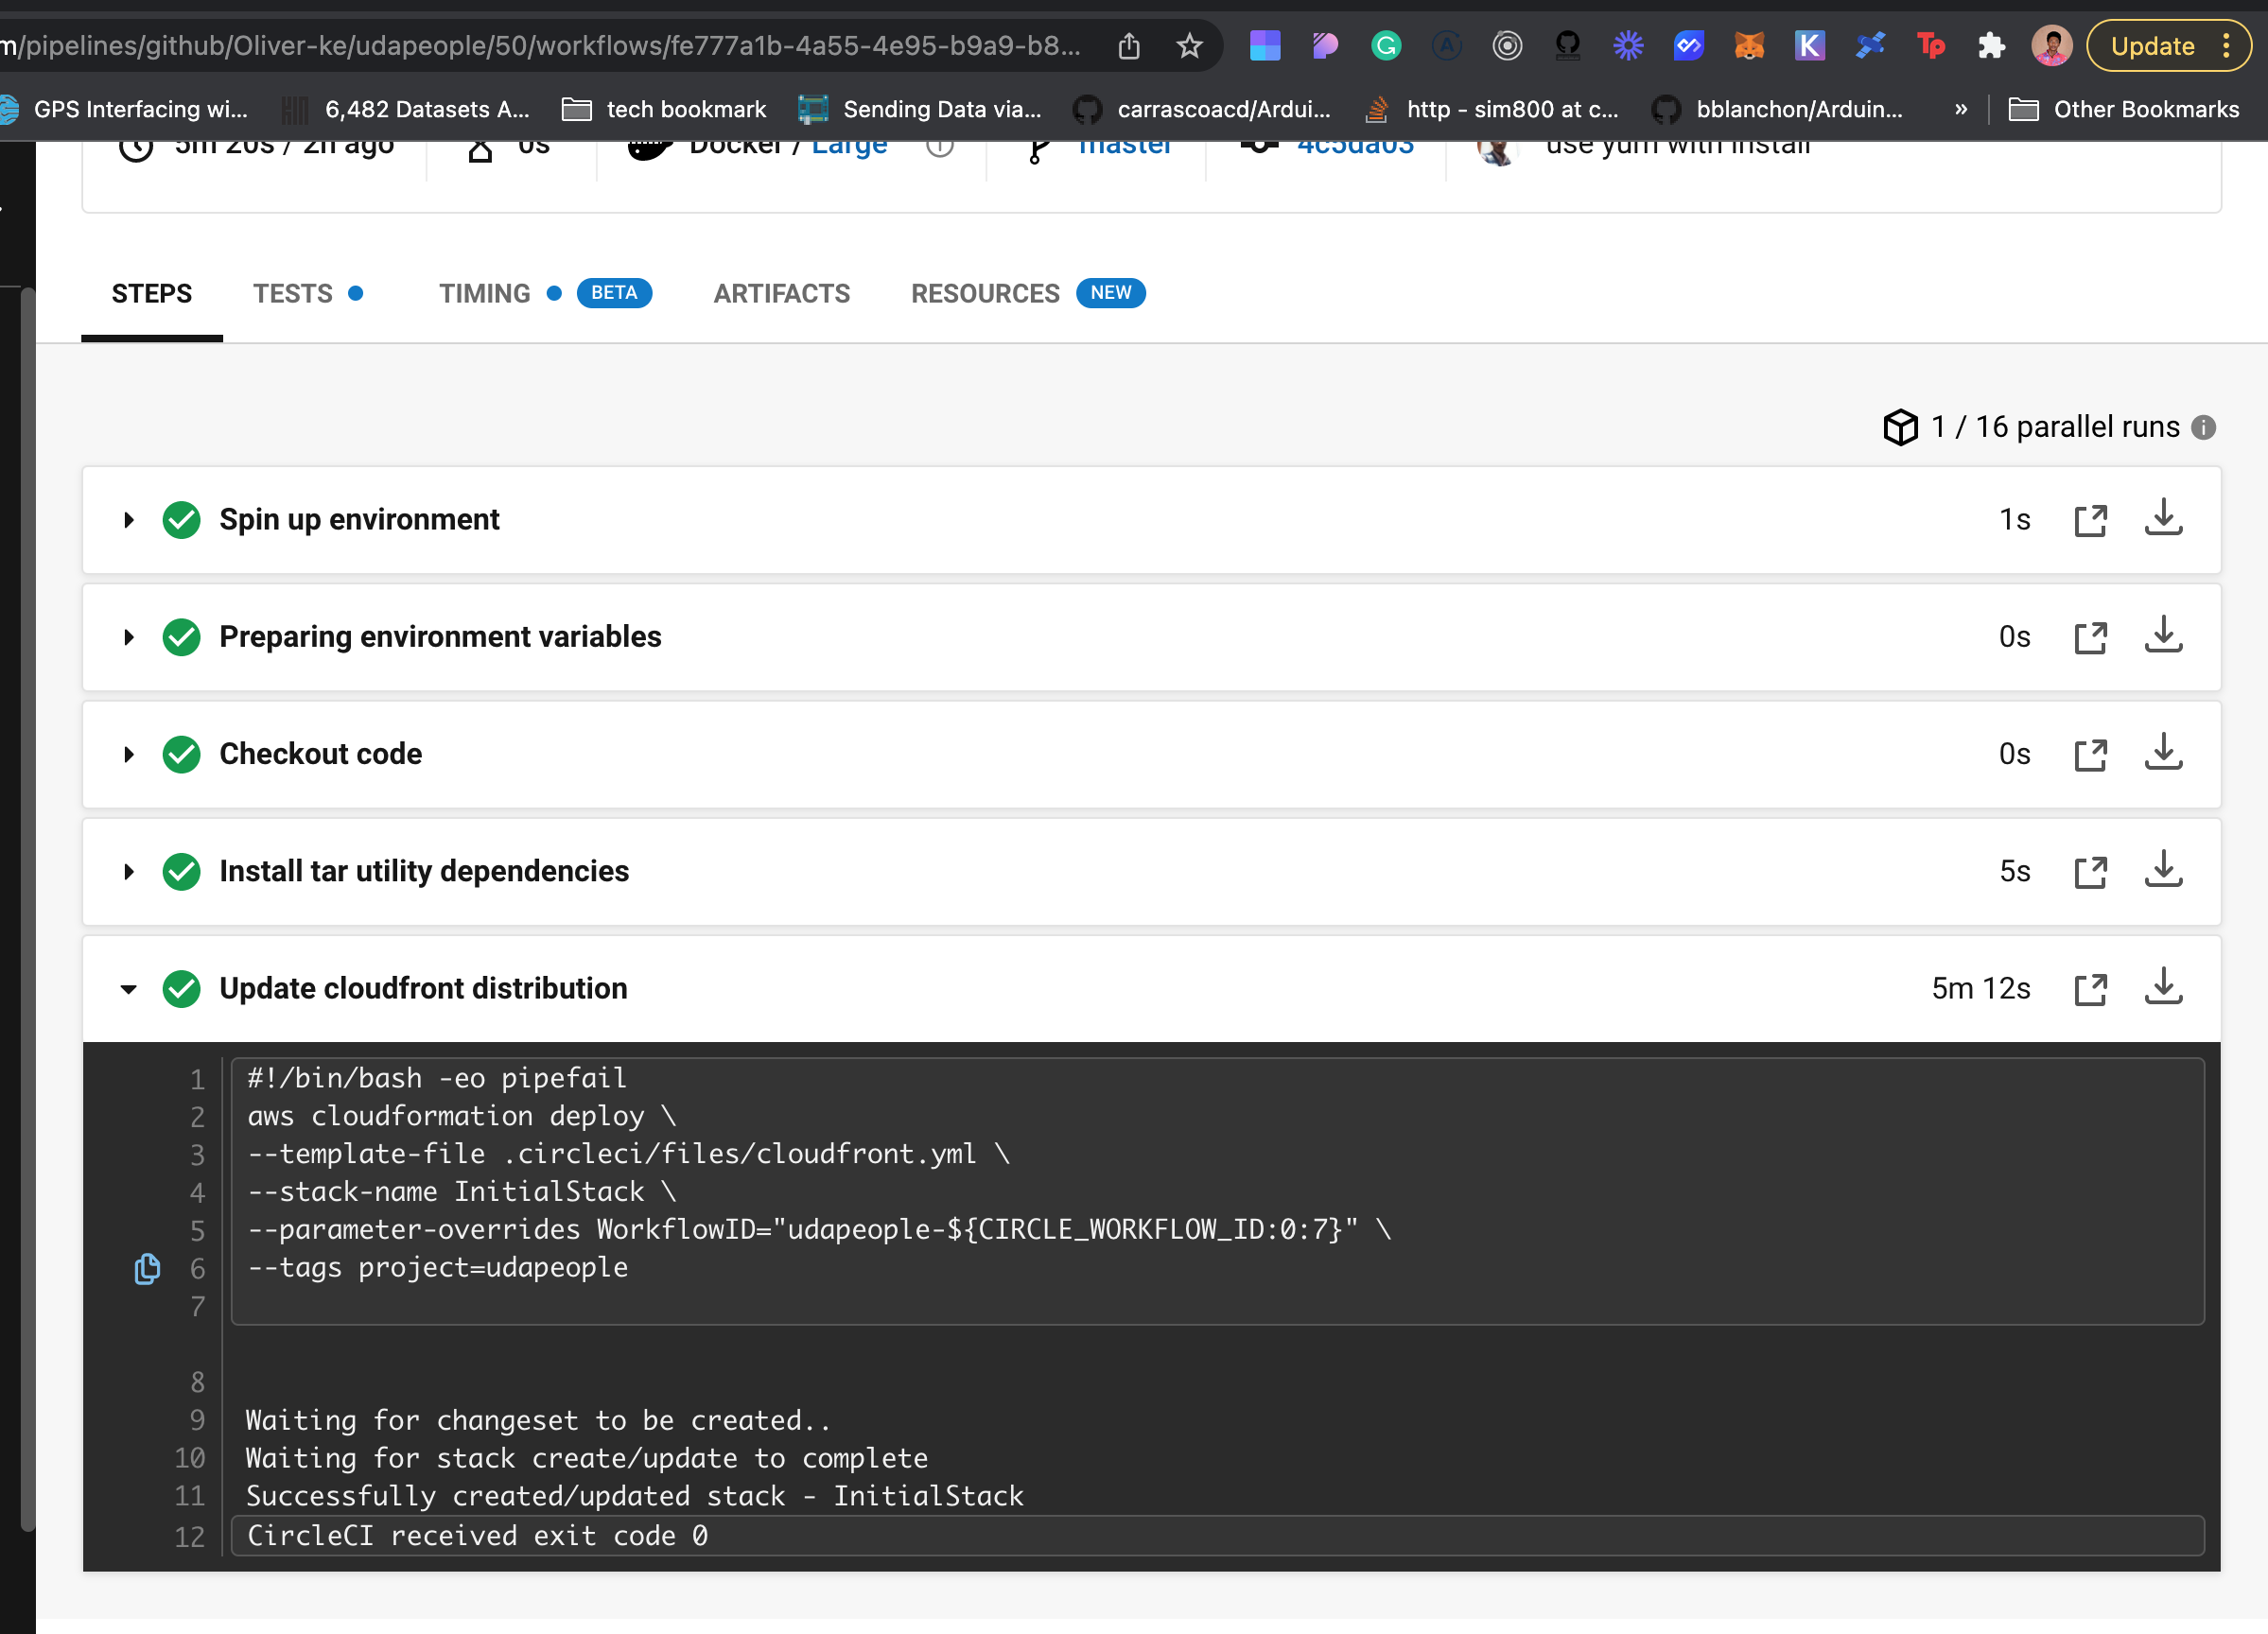 m/pipelines/github/Oliver-ke/udapeople/50/workflows/fe777a1b-4a55-4e95-b9a9-b8...
Update
GPS Interfacing wi...
6,482 Datasets A...
tech bookmark
Sending Data via...
carrascoacd/Ardui...
http - sim800 at c...
bblanchon/Arduin...
»
Other Bookmarks
5m 20s / 2h ago
0s
Docker / Large
master
4c5da03
use yum with install
STEPS
TESTS
TIMING
BETA
ARTIFACTS
RESOURCES
NEW
1 / 16 parallel runs
Spin up environment
1s
Preparing environment variables
0s
Checkout code
0s
Install tar utility dependencies
5s
Update cloudfront distribution
5m 12s
1 #!/bin/bash -eo pipefail
2 aws cloudformation deploy \
3 --template-file .circleci/files/cloudfront.yml \
4 --stack-name InitialStack \
5 --parameter-overrides WorkflowID="udapeople-${CIRCLE_WORKFLOW_ID:0:7}" \
6 --tags project=udapeople
7
8
9 Waiting for changeset to be created..
10 Waiting for stack create/update to complete
11 Successfully created/updated stack - InitialStack
12 CircleCI received exit code 0